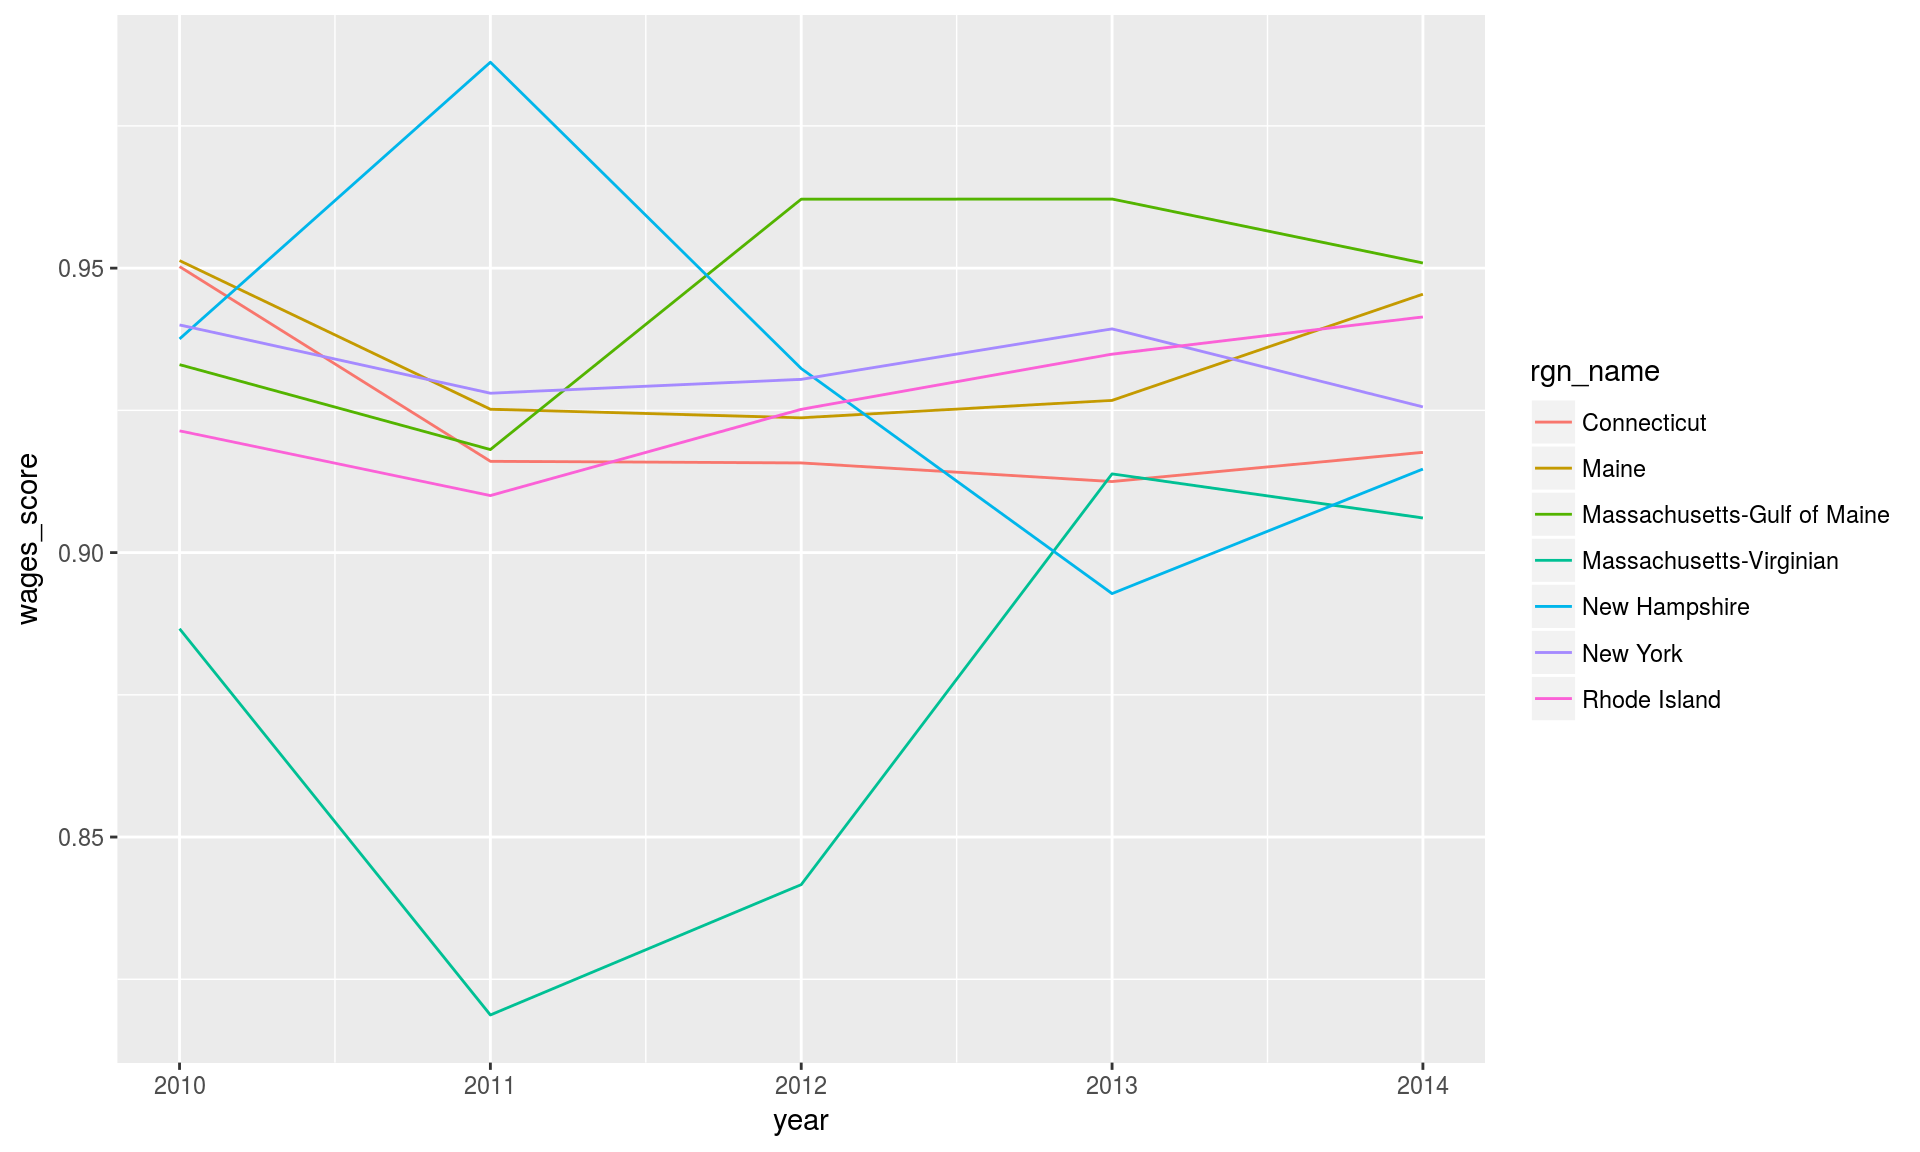 wages_score
0.95
0.90
0.85
2010 2011 2012 2013 2014
year
rgn_name
Connecticut
Maine
Massachusetts-Gulf of Maine
Massachusetts-Virginian
New Hampshire
New York
Rhode Island